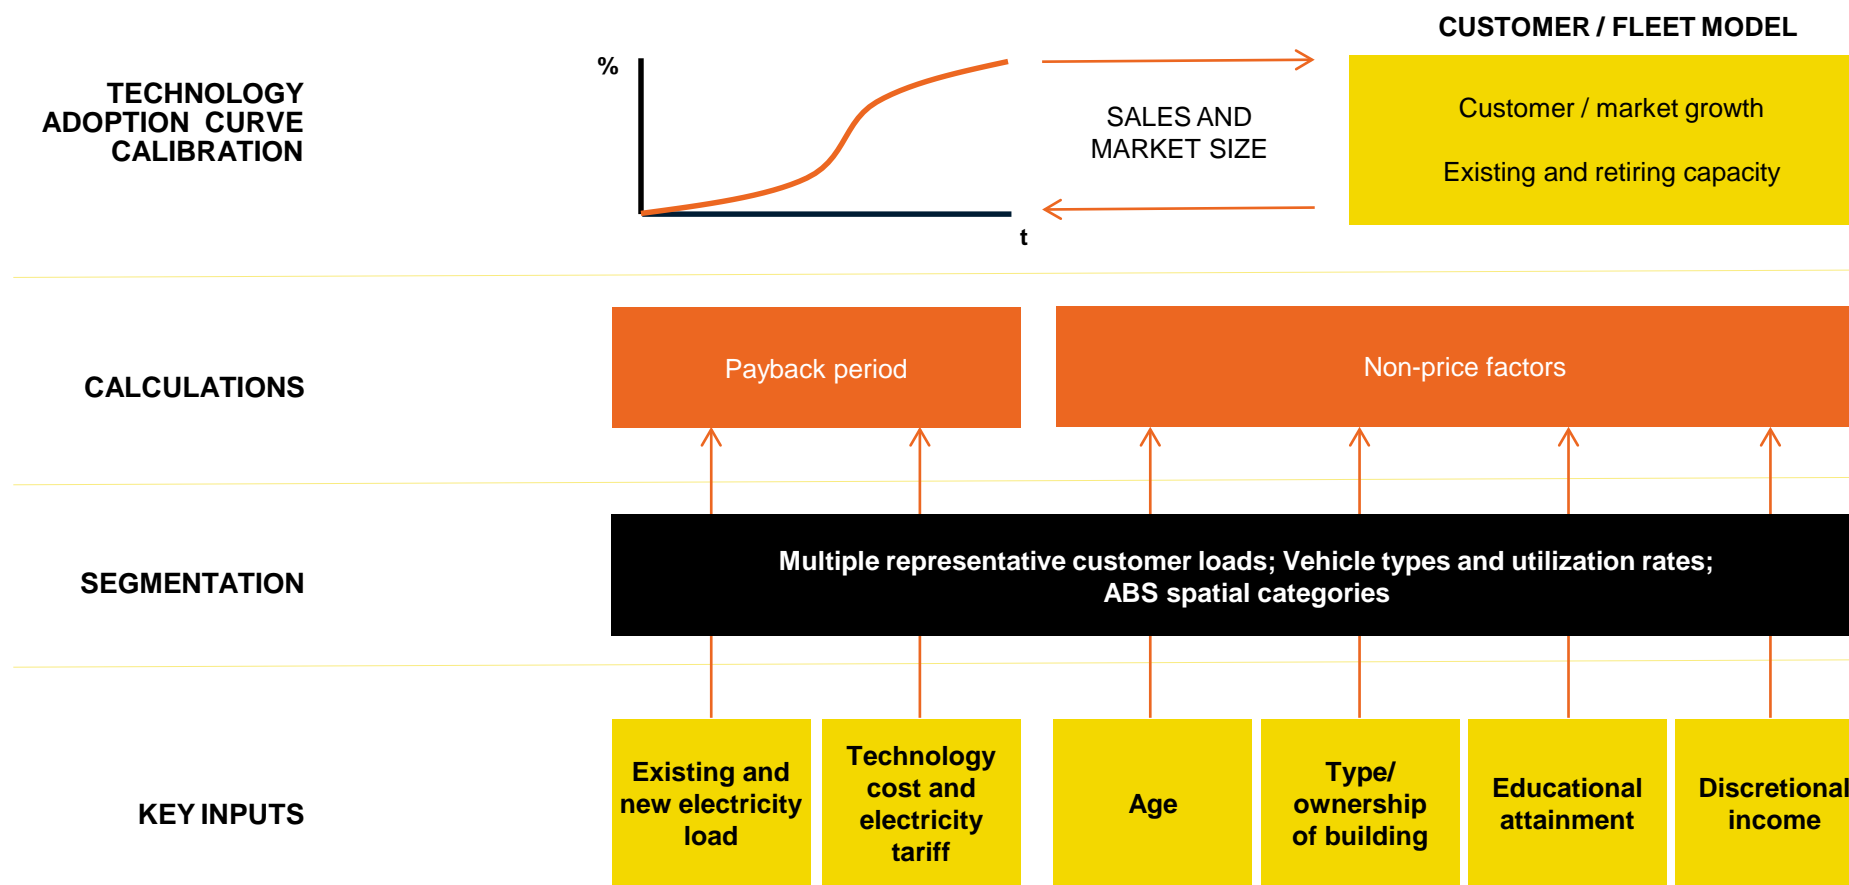 CUSTOMER / FLEET MODEL
TECHNOLOGY
ADOPTION CURVE
CALIBRATION
%
t
SALES AND
MARKET SIZE
Customer / market growth
Existing and retiring capacity
CALCULATIONS
Payback period
Non-price factors
SEGMENTATION
Multiple representative customer loads; Vehicle types and utilization rates;
ABS spatial categories
KEY INPUTS
Existing and
new electricity
load
Technology
cost and
electricity
tariff
Age
Type/
ownership
of building
Educational
attainment
Discretional
income